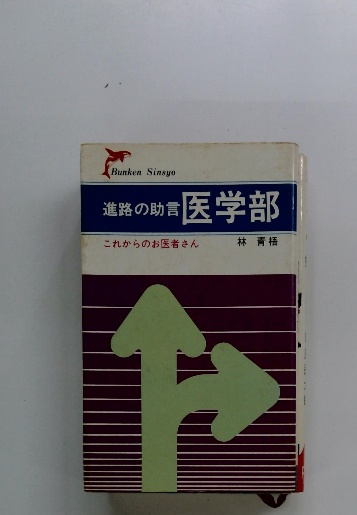 Bunken Sinsyo
進路の助言 医学部
これからのお医者さん 林 青梧